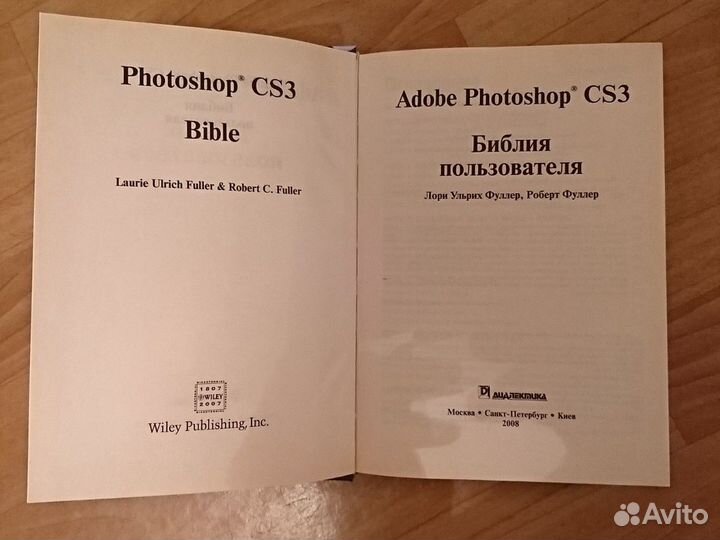 Photoshop® CS3
Bible
Laurie Ulrich Fuller & Robert C. Fuller
1807
WILEY
2007
Wiley Publishing, Inc.
Adobe Photoshop® CS3
Библия
пользователя
Лори Ульрих Фуллер, Роберт Фуллер
ДИАЛЕКТИКА
Москва • Санкт-Петербург • Киев
2008
Avito